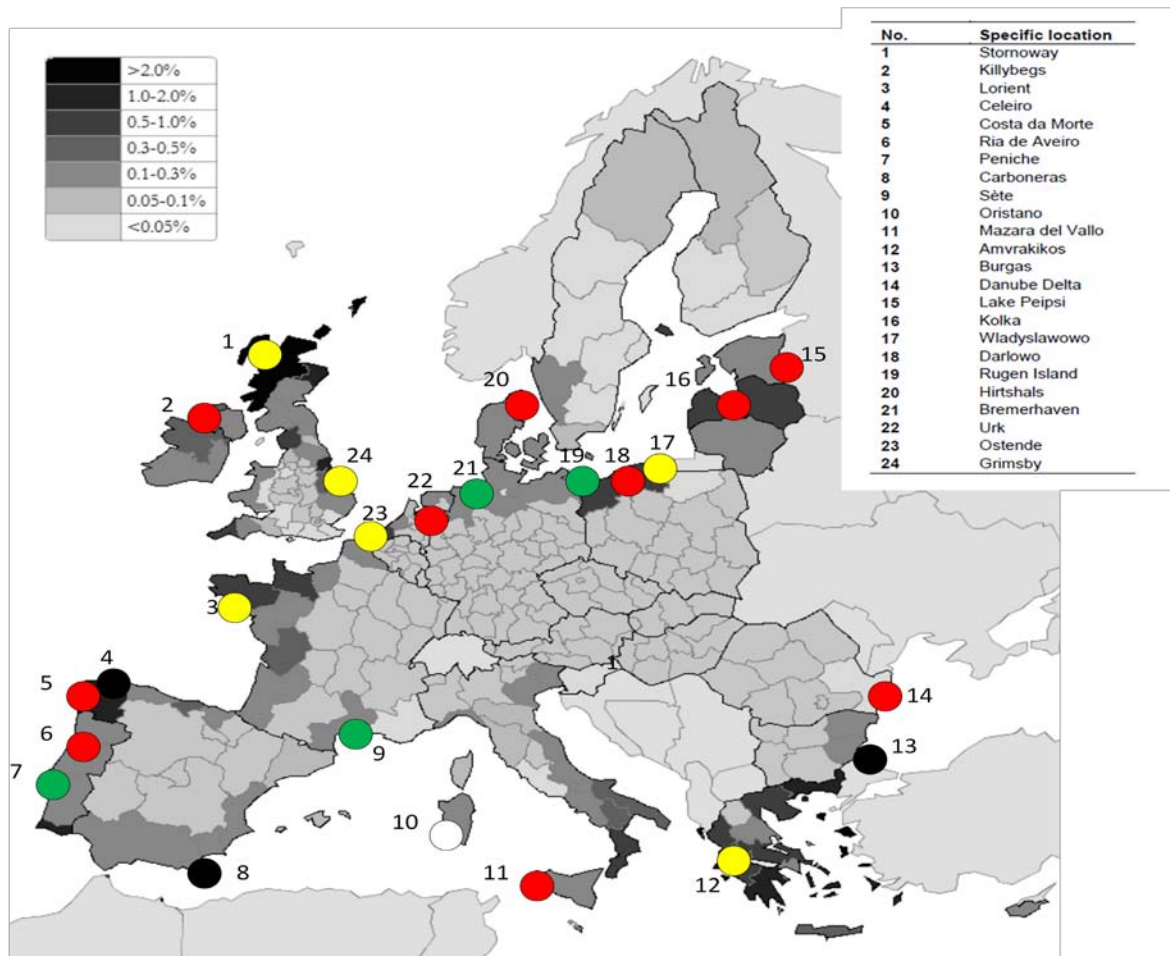 >2.0%
1.0-2.0%
0.5-1.0%
0.3-0.5%
0.1-0.3%
0.05-0.1%
<0.05%
No. Specific location
1 Stornoway
2 Killybegs
3 Lorient
4 Celeiro
5 Costa da Morte
6 Ria de Aveiro
7 Peniche
8 Carboneras
9 Sète
10 Oristano
11 Mazara del Vallo
12 Amvrakikos
13 Burgas
14 Danube Delta
15 Lake Peipsi
16 Kolka
17 Wladyslawowo
18 Darlowo
19 Rugen Island
20 Hirtshals
21 Bremerhaven
22 Urk
23 Ostende
24 Grimsby
1
2
20
15
16
24
21
19
18
17
22
23
3
4
1
5
14
6
13
7
9
10
8
11
12